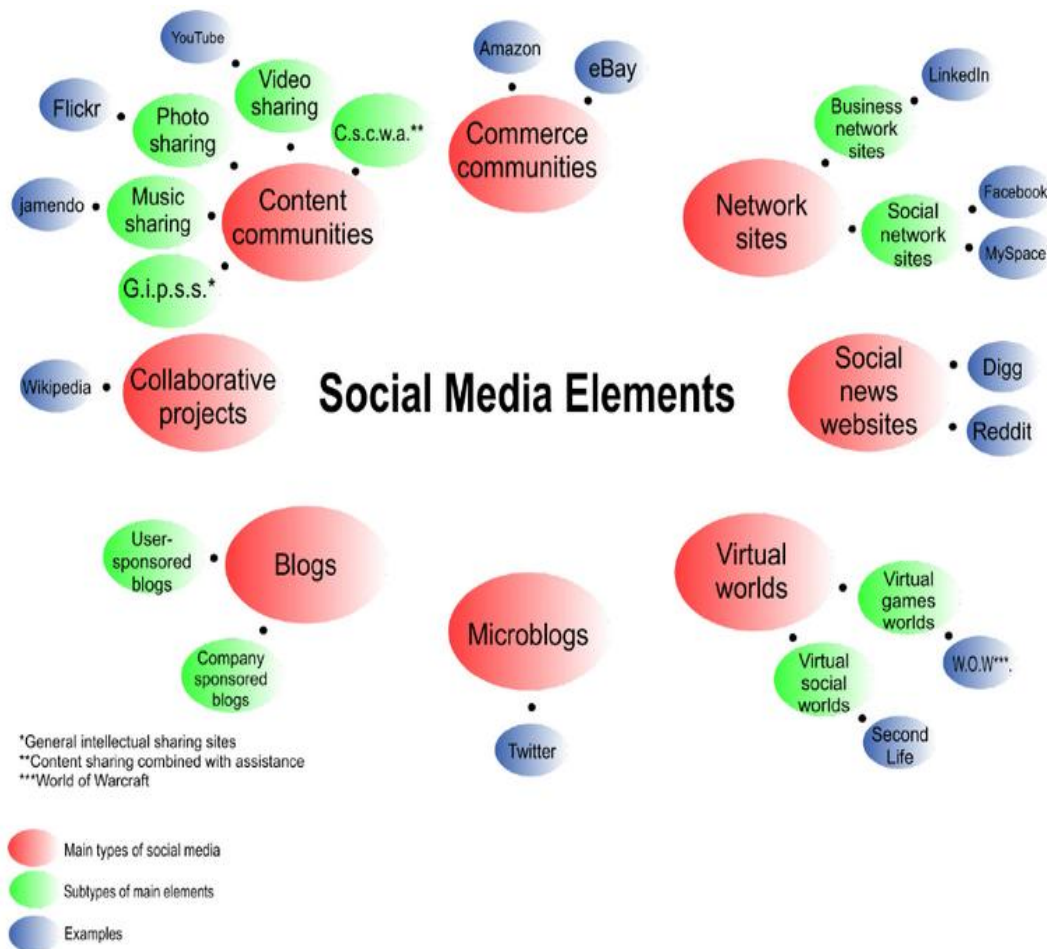 YouTube
Video
sharing
Flickr
Photo
sharing
C.s.c.w.a.**
jamendo
Music
sharing
Content
communities
G.i.p.s.s.*
Amazon
eBay
Commerce
communities
LinkedIn
Business
network
sites
Network
sites
Social
network
sites
Facebook
MySpace
Wikipedia
Collaborative
projects
Social Media Elements
Social
news
websites
Digg
Reddit
User-
sponsored
blogs
Blogs
Company
sponsored
blogs
Microblogs
Twitter
Virtual
worlds
Virtual
games
worlds
W.O.W***.
Virtual
social
worlds
Second
Life
*General intellectual sharing sites
**Content sharing combined with assistance
***World of Warcraft
Main types of social media
Subtypes of main elements
Examples